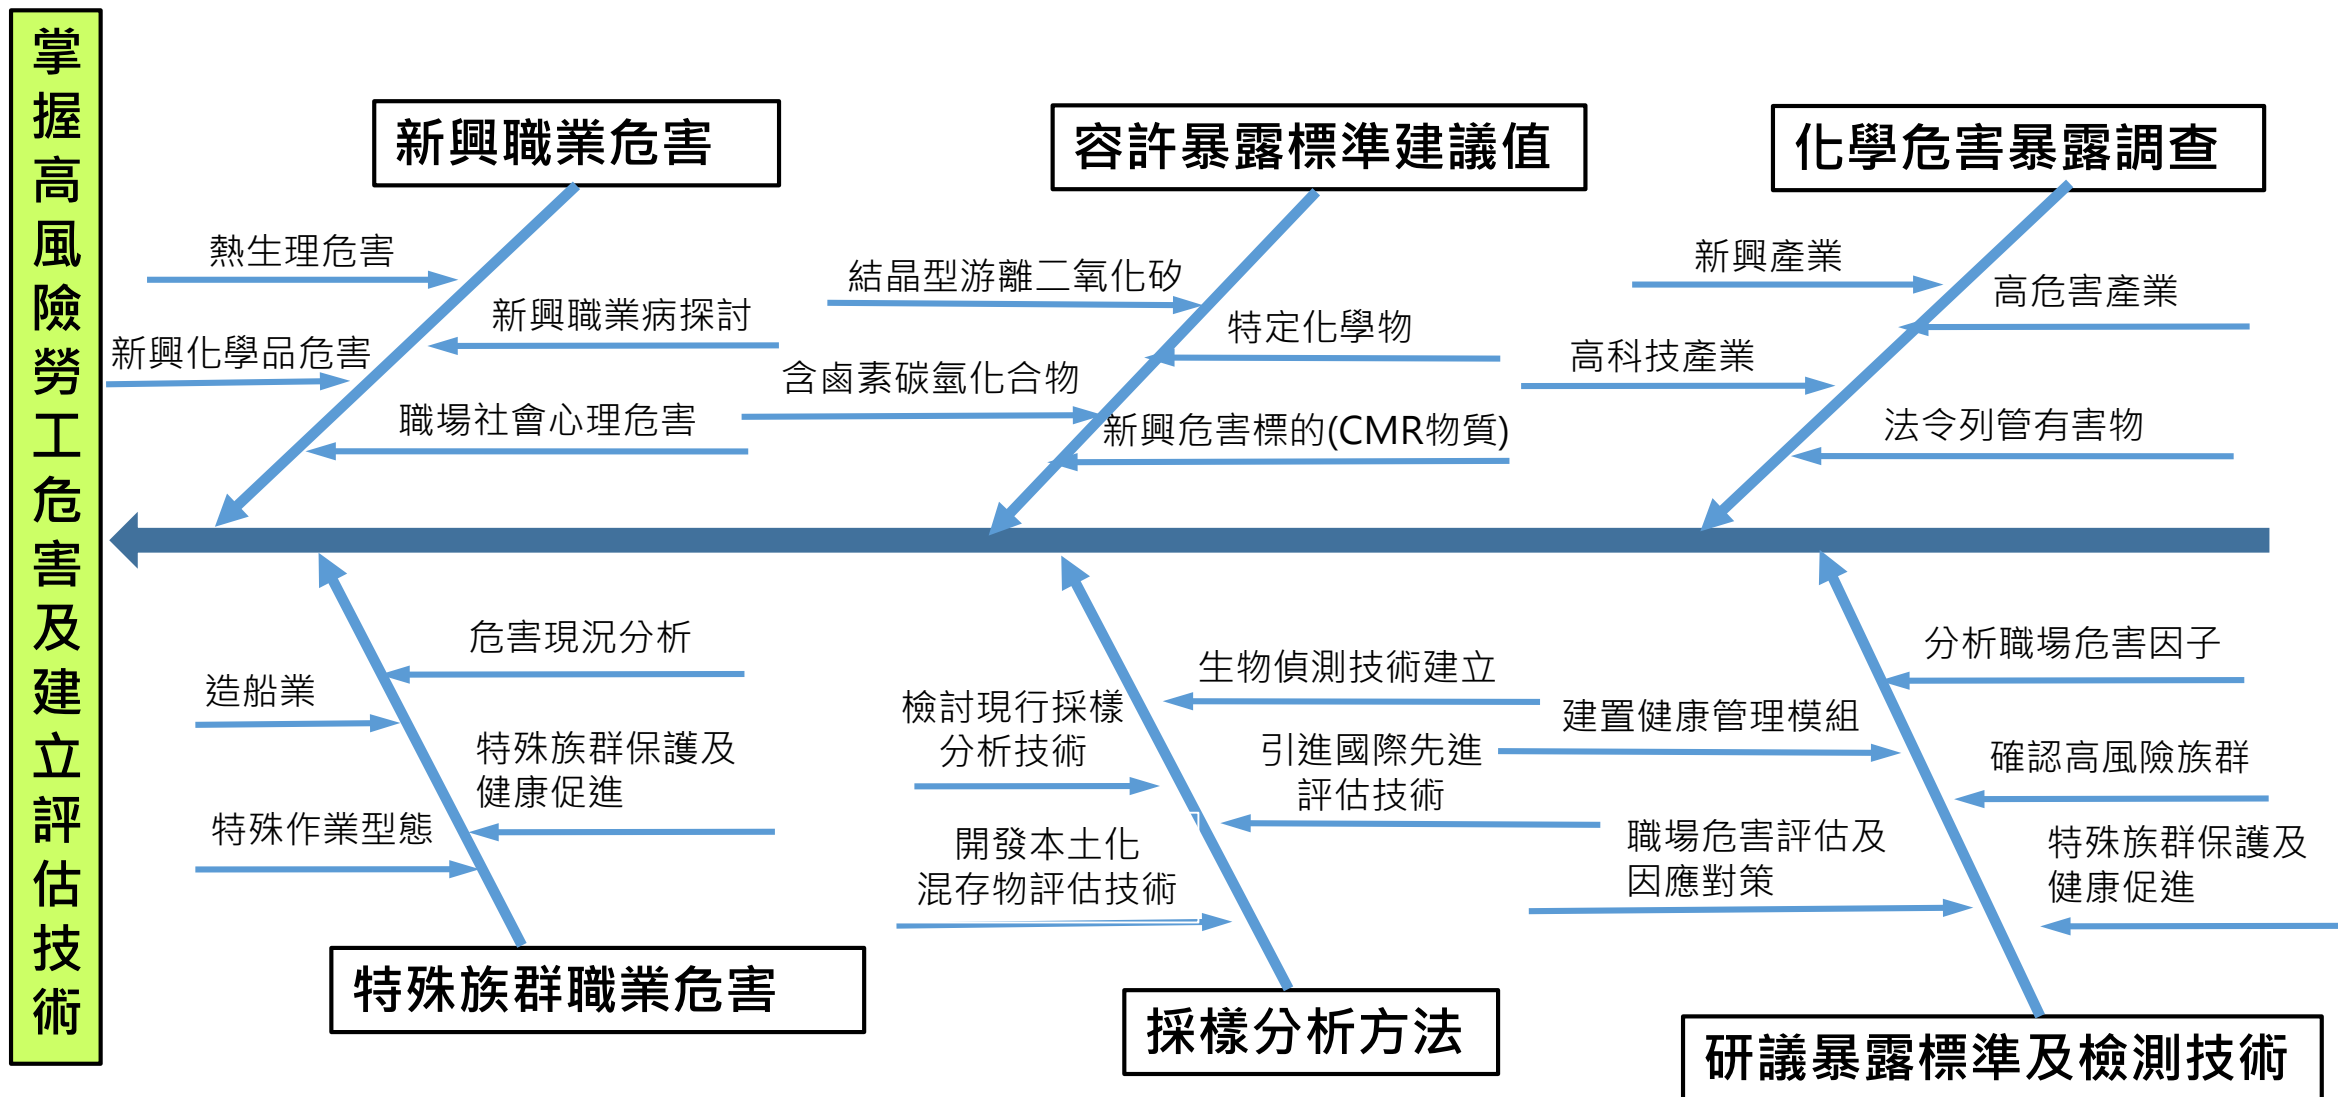 掌握高風險勞工危害及建立評估技術
新興職業危害
熱生理危害
新興職業病探討
新興化學品危害
職場社會心理危害
容許暴露標準建議值
結晶型游離二氧化矽
特定化學物
含鹵素碳氫化合物
新興危害標的(CMR物質)
化學危害暴露調查
新興產業
高危害產業
高科技產業
法令列管有害物
危害現況分析
造船業
特殊族群保護及
健康促進
特殊作業型態
特殊族群職業危害
生物偵測技術建立
檢討現行採樣
分析技術
引進國際先進
評估技術
開發本土化
混存物評估技術
採樣分析方法
分析職場危害因子
建置健康管理模組
確認高風險族群
職場危害評估及
因應對策
特殊族群保護及
健康促進
研議暴露標準及檢測技術